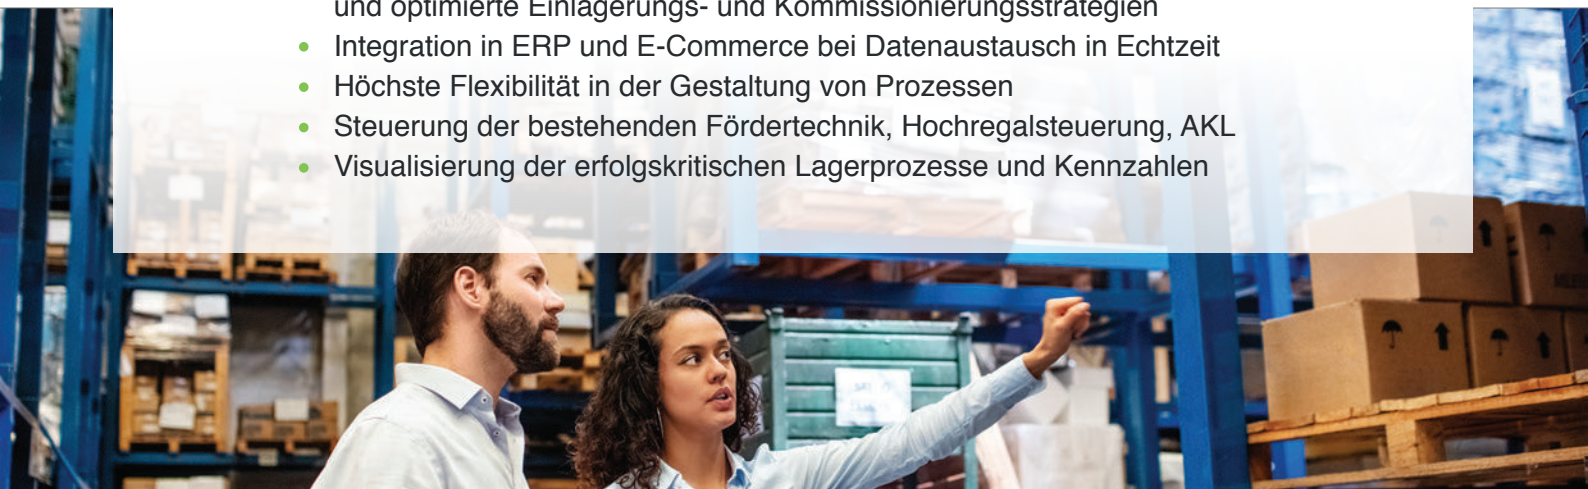 und optimierte Einlagerungs- und Kommissionierungsstrategien
Integration in ERP und E-Commerce bei Datenaustausch in Echtzeit
Höchste Flexibilität in der Gestaltung von Prozessen
Steuerung der bestehenden Fördertechnik, Hochregalsteuerung, AKL
Visualisierung der erfolgskritischen Lagerprozesse und Kennzahlen